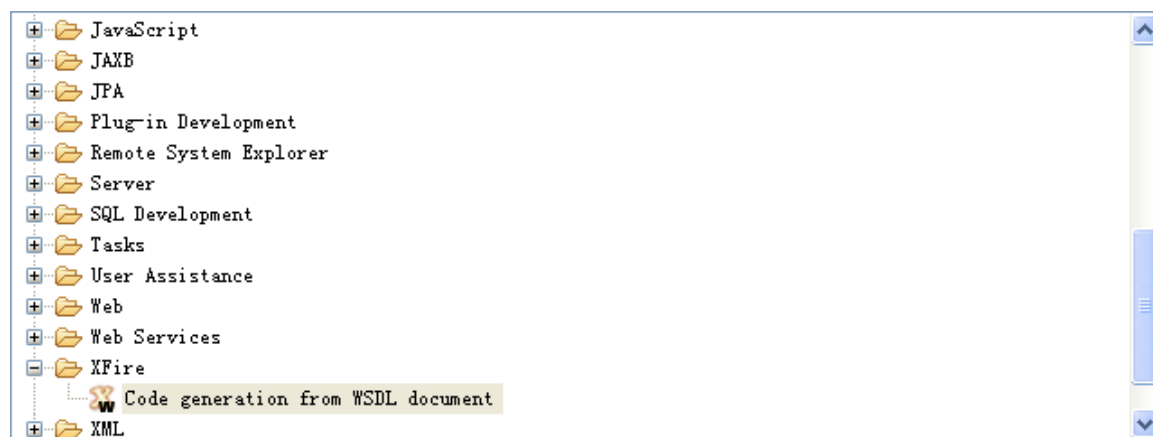 JavaScript
JAXB
JPA
Plug-in Development
Remote System Explorer
Server
SQL Development
Tasks
User Assistance
Web
Web Services
XFire
Code generation from WSDL document
XML